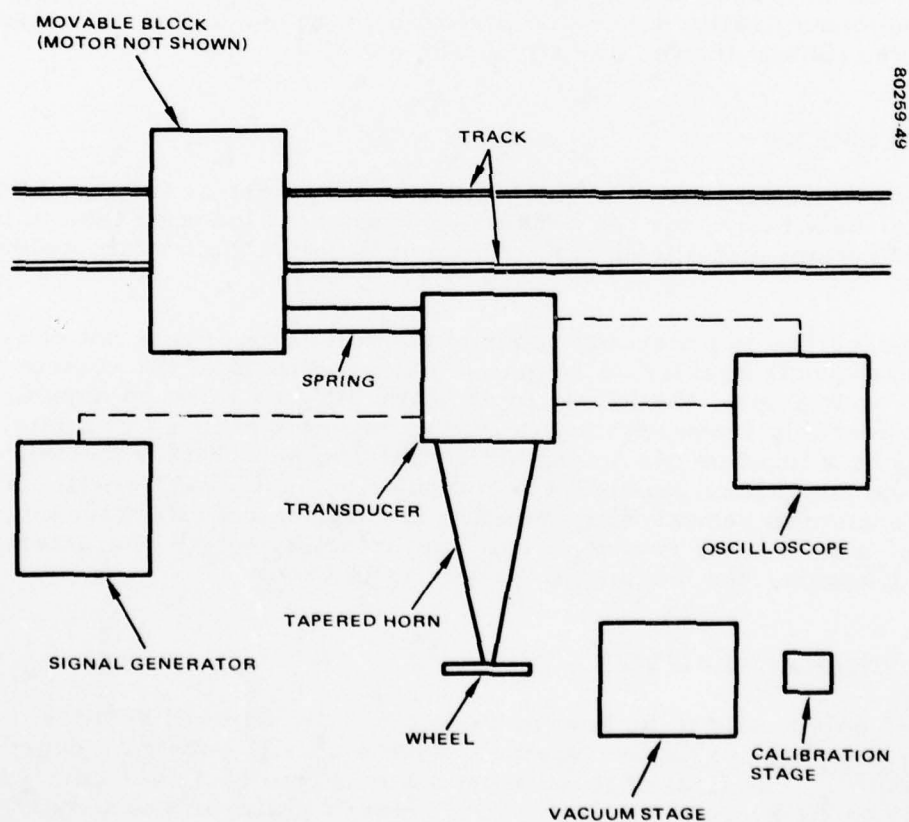 MOVABLE BLOCK
(MOTOR NOT SHOWN)
80259-49
TRACK
SPRING
TRANSDUCER
OSCILLOSCOPE
TAPERED HORN
SIGNAL GENERATOR
WHEEL
CALIBRATION
STAGE
VACUUM STAGE